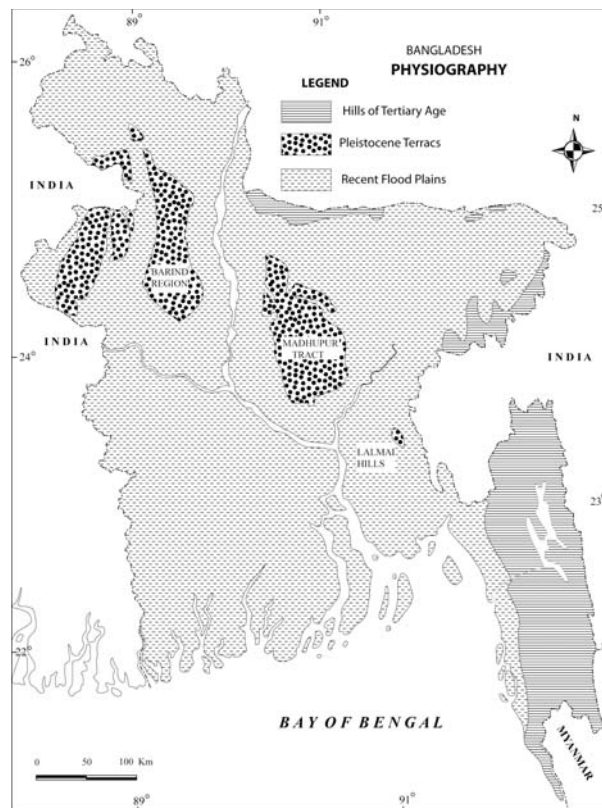 89°
91°
26°
BANGLADESH
PHYSIOGRAPHY
LEGEND
Hills of Tertiary Age
Pleistocene Terracs
Recent Flood Plains
N
INDIA
25
BARIND
REGION
INDIA
MADHUPUR
TRACT
24°
INDIA
LALMAI
HILLS
23
22°
BAY OF BENGAL
MYANMAR
0 50 100 Km
89°
91°